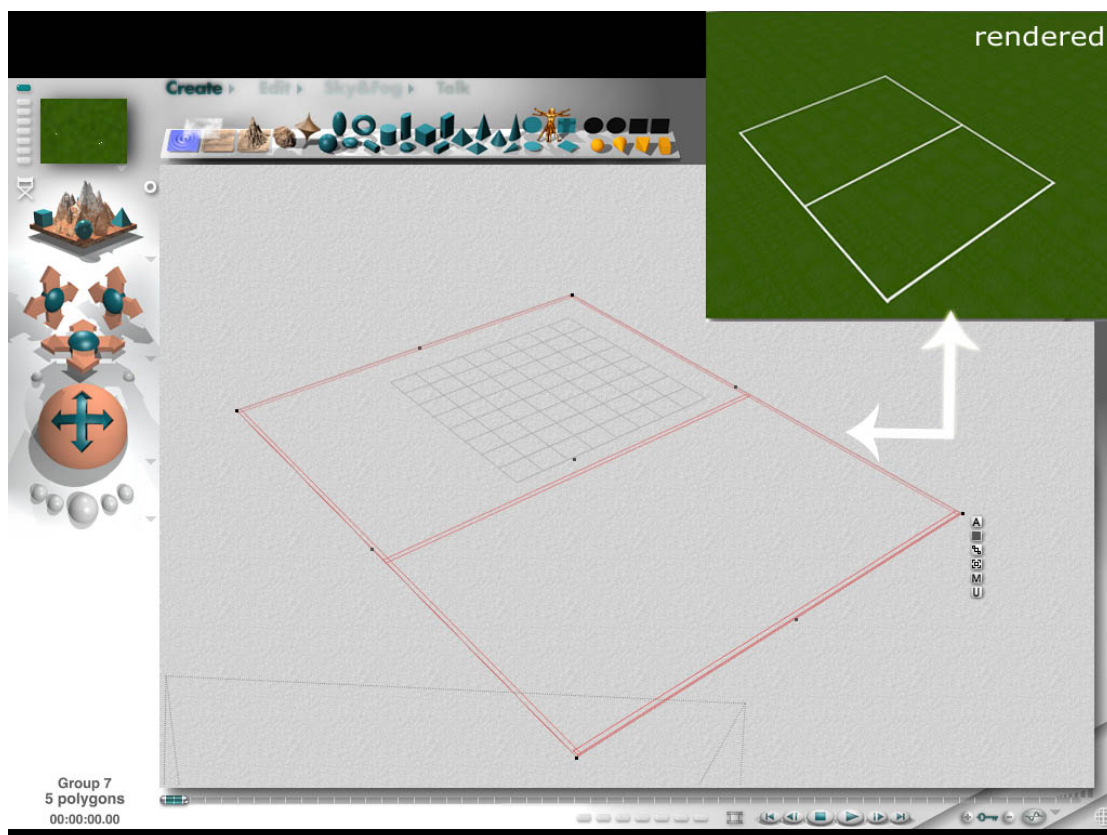 rendered
Create Edit Sky&Fog Talk
A
M
U
Group 7
5 polygons
00:00:00.00